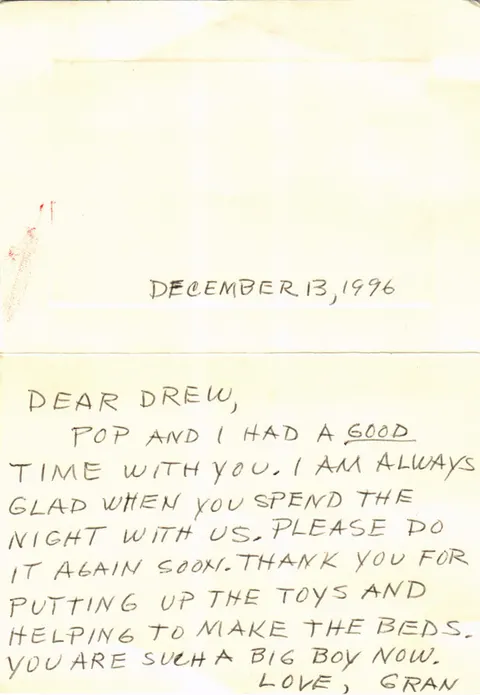 DECEMBER 13, 1996
DEAR DREW,
POP AND I HAD A GOOD
TIME WITH YOU. I AM ALWAYS
GLAD WHEN YOU SPEND THE
NIGHT WITH US. PLEASE DO
IT AGAIN SOON. THANK YOU FOR
PUTTING UP THE TOYS AND
HELPING TO MAKE THE BEDS.
YOU ARE SUCH A BIG BOY NOW.
LOVE, GRAN